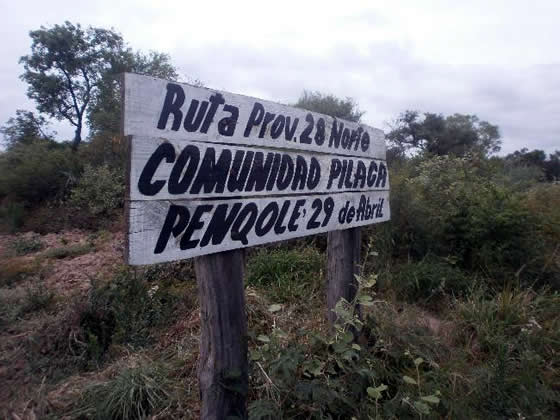 Ruta Prov. 28 Norte
COMUNIDAD PILAGA
PENQOLE' 29 de Abril